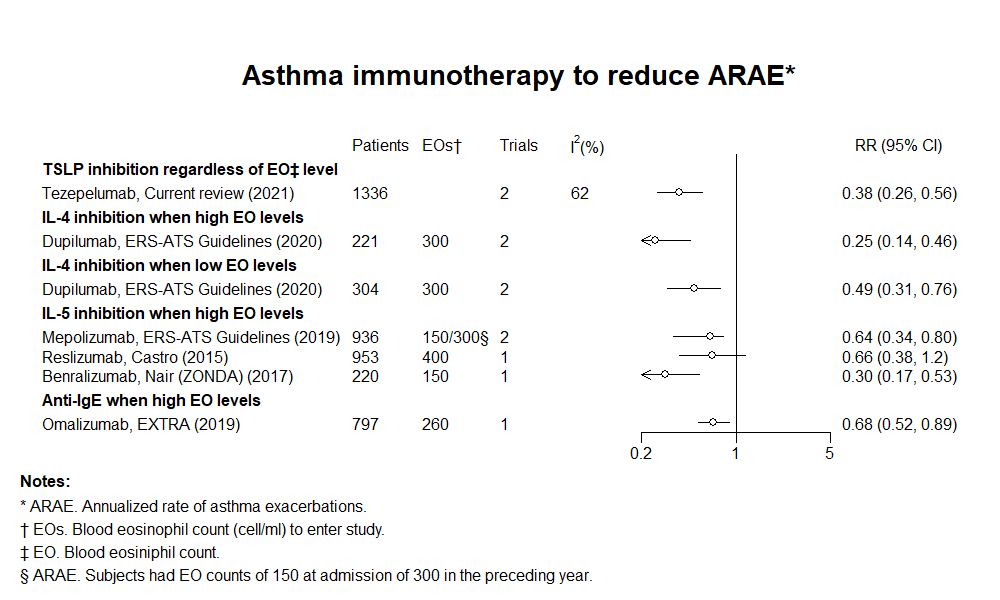 Asthma immunotherapy to reduce ARAE*
Patients EOs† Trials I²(%) RR (95% CI)
TSLP inhibition regardless of EO‡ level
Tezepelumab, Current review (2021) 1336 2 62 0.38 (0.26, 0.56)
IL-4 inhibition when high EO levels
Dupilumab, ERS-ATS Guidelines (2020) 221 300 2 0.25 (0.14, 0.46)
IL-4 inhibition when low EO levels
Dupilumab, ERS-ATS Guidelines (2020) 304 300 2 0.49 (0.31, 0.76)
IL-5 inhibition when high EO levels
Mepolizumab, ERS-ATS Guidelines (2019) 936 150/300§ 2 0.64 (0.34, 0.80)
Reslizumab, Castro (2015) 953 400 1 0.66 (0.38, 1.2)
Benralizumab, Nair (ZONDA) (2017) 220 150 1 0.30 (0.17, 0.53)
Anti-IgE when high EO levels
Omalizumab, EXTRA (2019) 797 260 1 0.68 (0.52, 0.89)
0.2 1 5
Notes:
* ARAE. Annualized rate of asthma exacerbations.
† EOs. Blood eosinophil count (cell/ml) to enter study.
‡ EO. Blood eosiniphil count.
§ ARAE. Subjects had EO counts of 150 at admission of 300 in the preceding year.